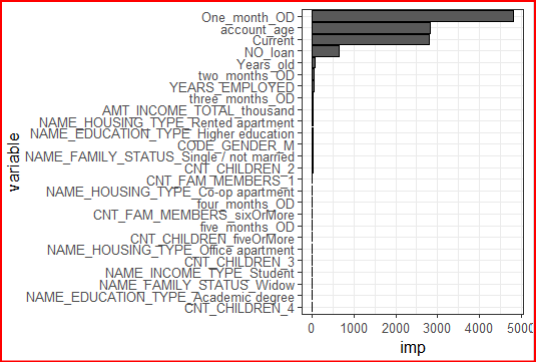 One_month_OD
account_age
Current
NO_loan
Years_old
two_months_OD
YEARS_EMPLOYED
three_months_OD
AMT_INCOME_TOTAL_thousand
NAME_HOUSING_TYPE_Rented apartment
NAME_EDUCATION_TYPE_Higher education
CODE_GENDER_M
NAME_FAMILY_STATUS_Single / not married
CNT_CHILDREN_2
CNT_FAM_MEMBERS_1
NAME_HOUSING_TYPE_Co-op apartment
four_months_OD
CNT_FAM_MEMBERS_sixOrMore
five_months_OD
CNT_CHILDREN_fiveOrMore
NAME_HOUSING_TYPE_Office apartment
CNT_CHILDREN_3
NAME_INCOME_TYPE_Student
NAME_FAMILY_STATUS_Widow
NAME_EDUCATION_TYPE_Academic degree
CNT_CHILDREN_4
variable
0 1000 2000 3000 4000 5000
imp